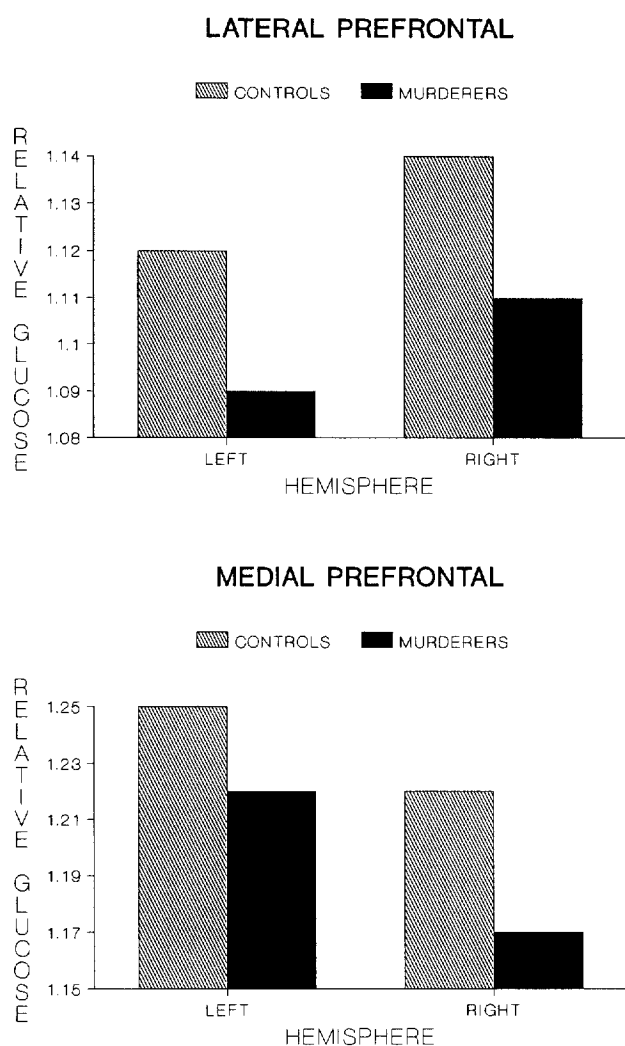 LATERAL PREFRONTAL
CONTROLS MURDERERS
RELATIVE GLUCOSE
1.14
1.13
1.12
1.11
1.1
1.09
1.08
LEFT RIGHT
HEMISPHERE
MEDIAL PREFRONTAL
CONTROLS MURDERERS
RELATIVE GLUCOSE
1.25
1.23
1.21
1.19
1.17
1.15
LEFT RIGHT
HEMISPHERE